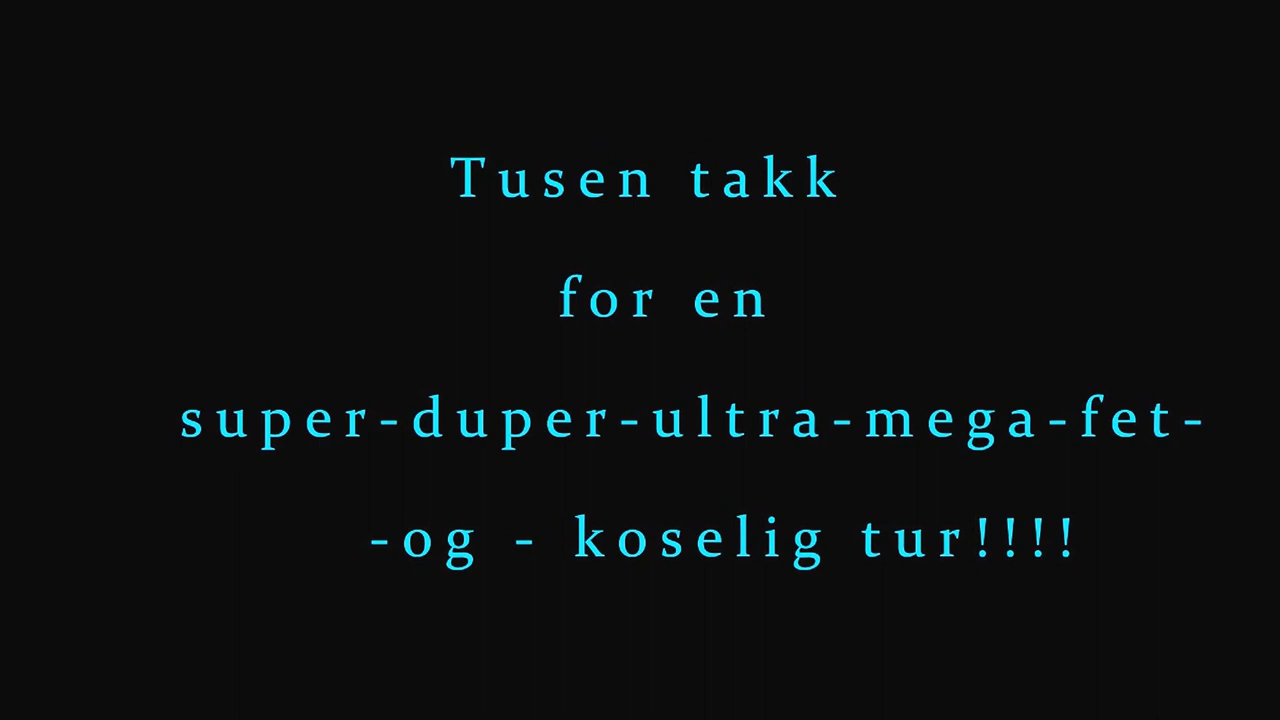 Tusen takk
for en
super-duper-ultra-mega-fet-
-og - koselig tur!!!!